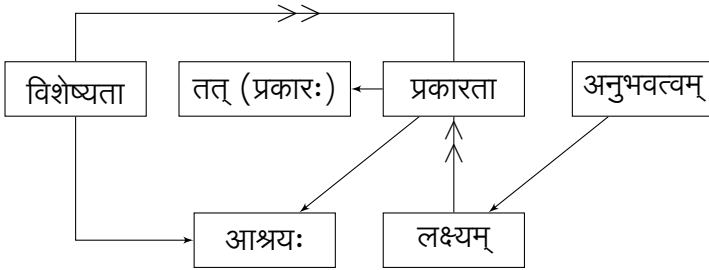 विशेष्यता
तत् (प्रकारः)
प्रकारता
अनुभवत्वम्
आश्रयः
लक्ष्यम्